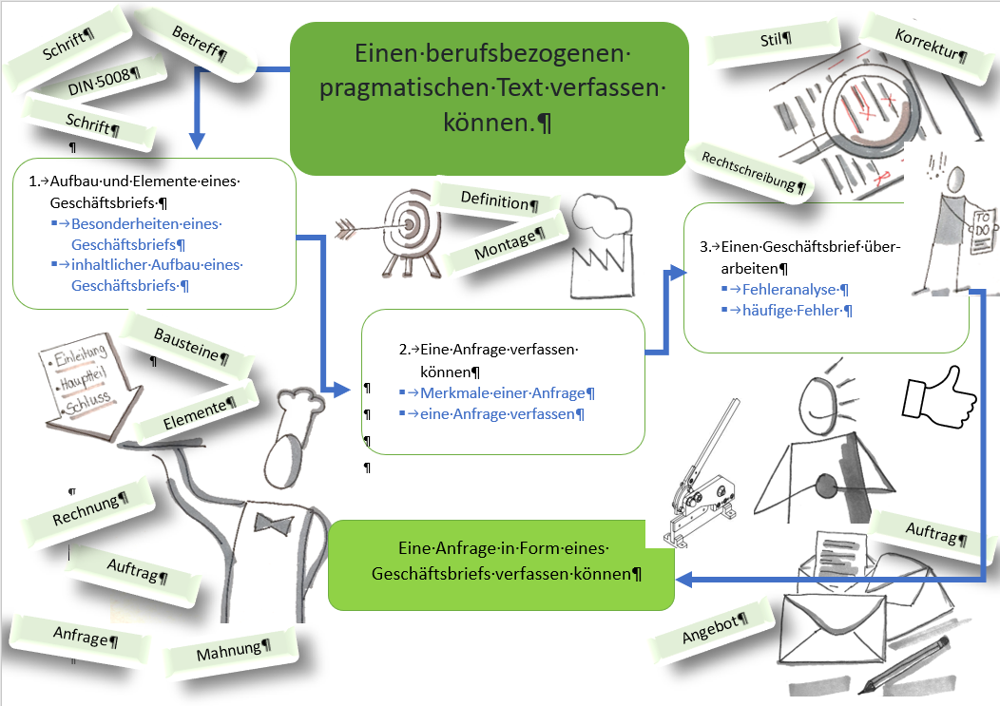 Schrift¶
Betreff¶
DIN·5008¶
Schrift¶
¶
Einen·berufsbezogenen·
pragmatischen·Text·verfassen·
können.¶
Stil¶
Korrektur¶
Rechtschreibung¶
TO
DO
1.→Aufbau·und·Elemente·eines·
Geschäftsbriefs·¶
▪→Besonderheiten·eines·
Geschäftsbriefs¶
▪→inhaltlicher·Aufbau·eines·
Geschäftsbriefs·¶
Definition¶
Montage¶
3.→Einen·Geschäftsbrief·über-
arbeiten¶
▪→Fehleranalyse·¶
▪→häufige·Fehler·¶
2.→Eine·Anfrage·verfassen·
können¶
▪→Merkmale·einer·Anfrage¶
▪→eine·Anfrage·verfassen¶
¶
¶
¶
¶
Bausteine¶
¶
Elemente¶
• Einleitung
• Hauptteil
• Schluss
¶
Rechnung¶
Auftrag¶
Anfrage¶
¶
Mahnung¶
Eine·Anfrage·in·Form·eines·
Geschäftsbriefs·verfassen·können¶
Auftrag¶
Angebot¶